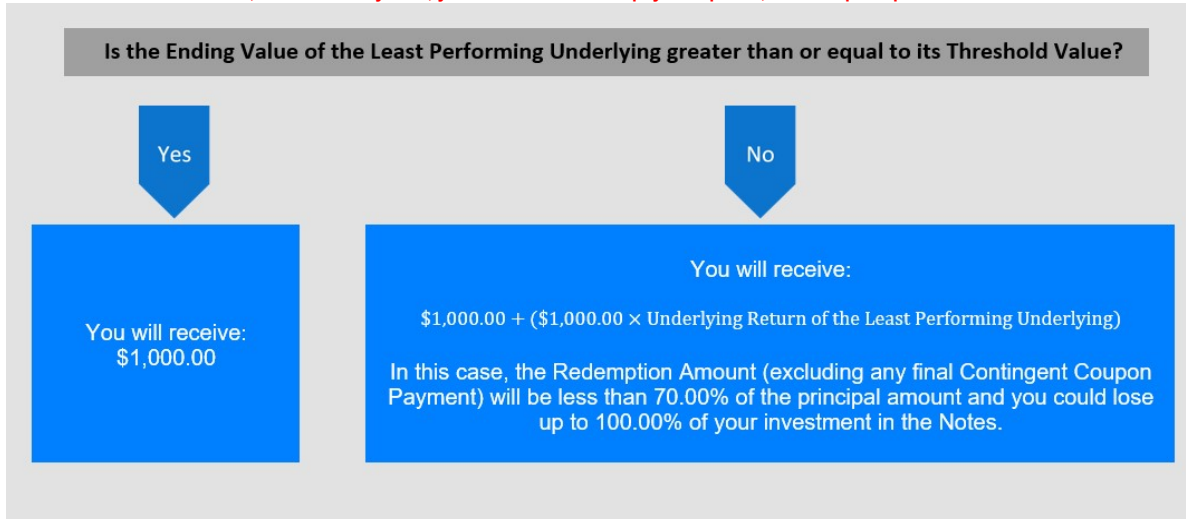 Is the Ending Value of the Least Performing Underlying greater than or equal to its Threshold Value?
Yes
No
You will receive:
$1,000.00
You will receive:
$1,000.00 + ($1,000.00 × Underlying Return of the Least Performing Underlying)
In this case, the Redemption Amount (excluding any final Contingent Coupon
Payment) will be less than 70.00% of the principal amount and you could lose
up to 100.00% of your investment in the Notes.